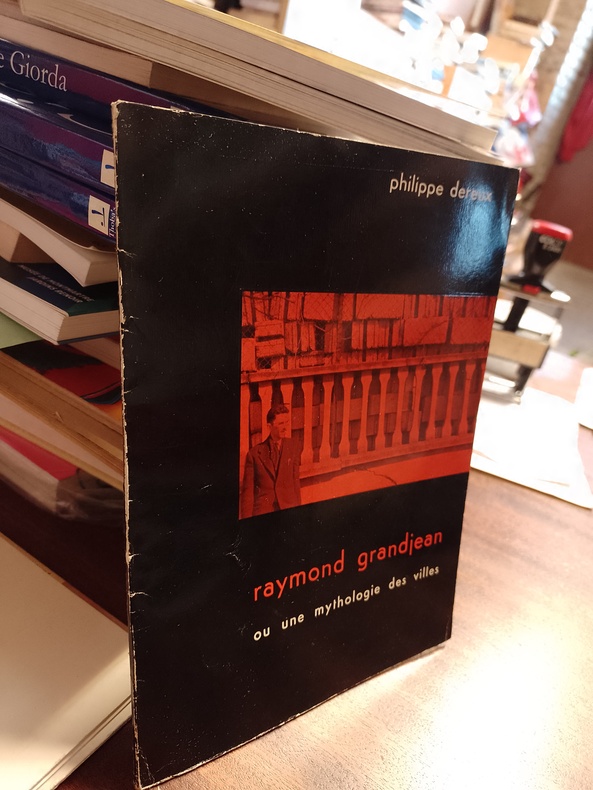 e Giorda
philippe dereux
raymond grandjean
ou une mythologie des villes